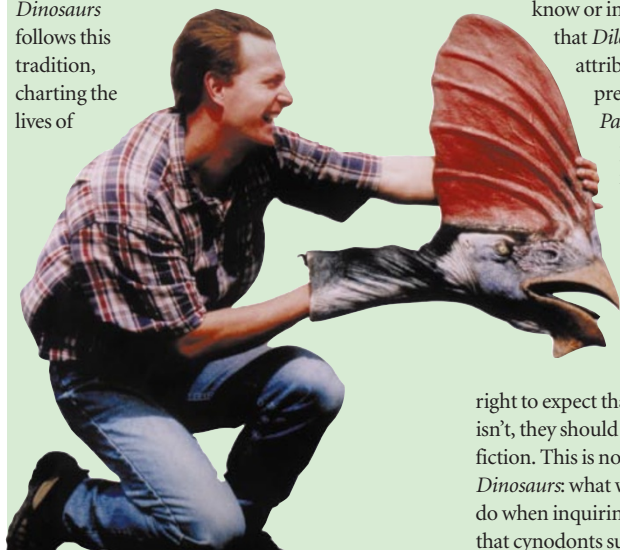 Dinosaurs
follows this
tradition,
charting the
lives of
know or in
that Dil
attrib
pre
Pa
right to expect tha
isn't, they should
fiction. This is no
Dinosaurs: what w
do when inquirin
that cynodonts su